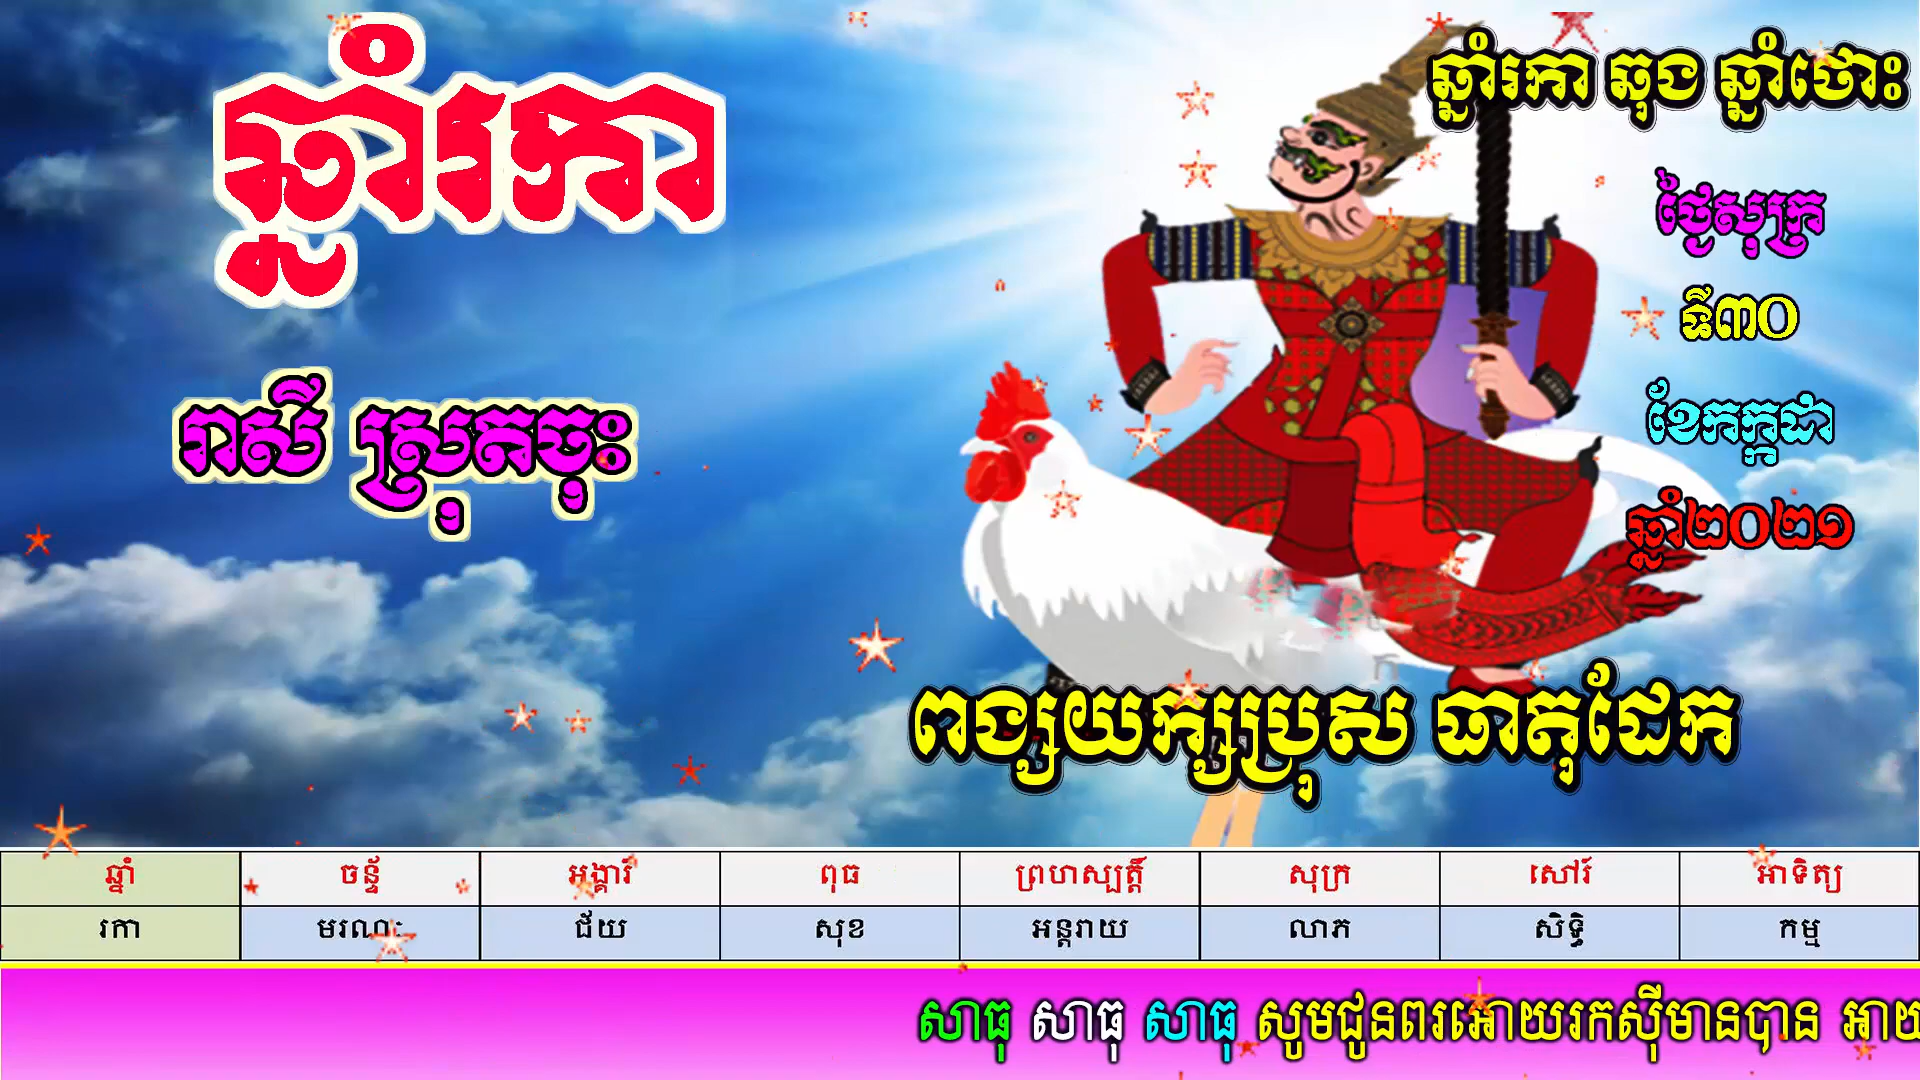 ឆ្នាំរកា
ឆ្នាំរកា ឆុង ឆ្នាំថោះ
ថ្ងៃសុក្រ
ទី៣០
ខែកក្កដា
ឆ្នាំ២០២១
រាសី ស្រុតចុះ
ពង្សយក្សប្រុស ធាតុដែក
ឆ្នាំ ចន្ទ័ អង្គារ៍ ពុធ ព្រហស្បត្តិ៍ សុក្រ សៅរ៍ អាទិត្យ
រកា មរណៈ ជ័យ សុខ អន្តរាយ លាភ សិទ្ធិ កម្ម
សាធុ សាធុ សាធុ សូមជូនពរអោយរកស៊ីមានបាន អាយ